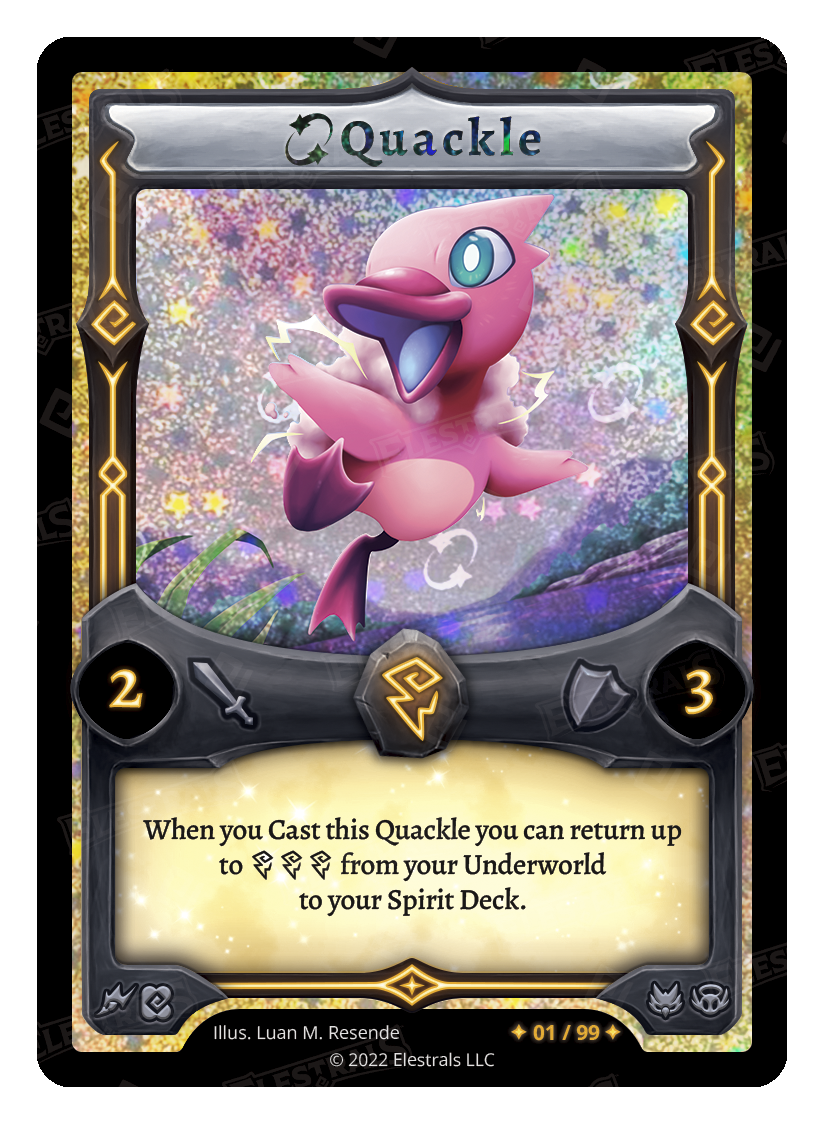 Quackle
2
3
When you Cast this Quackle you can return up
to from your Underworld
to your Spirit Deck.
Illus. Luan M. Resende
01 / 99
© 2022 Elestrals LLC